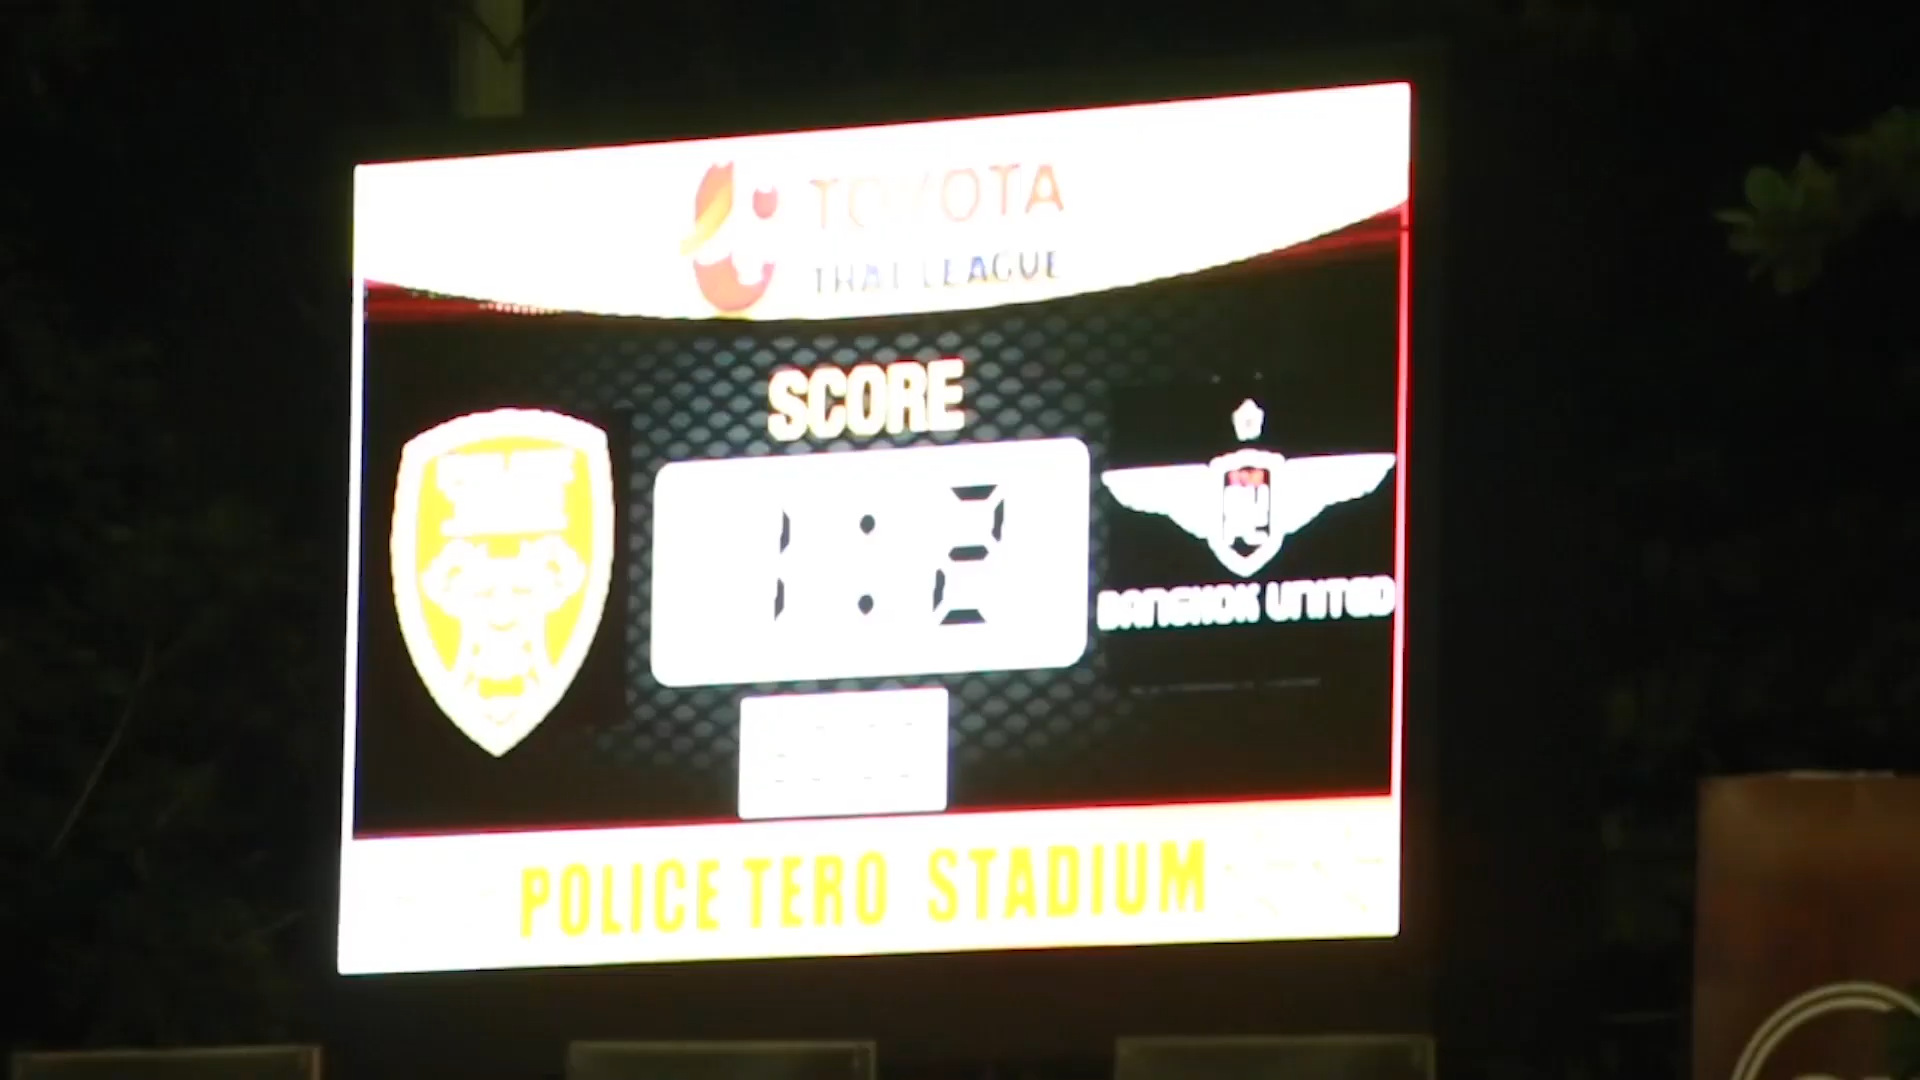 TOYOTA
THAI LEAGUE
SCORE
1:2
BANGKOK UNITED
POLICE TERO STADIUM